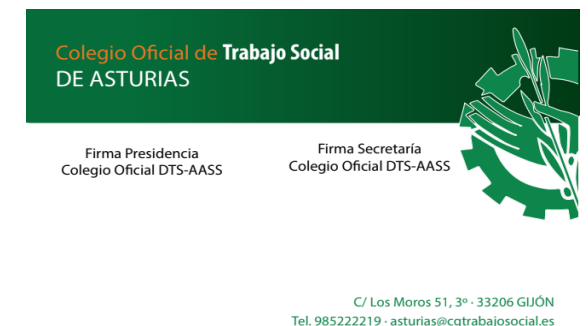 Colegio Oficial de Trabajo Social
DE ASTURIAS
Firma Presidencia
Colegio Oficial DTS-AASS
Firma Secretaría
Colegio Oficial DTS-AASS
C/ Los Moros 51, 3º · 33206 GIJÓN
Tel. 985222219 · asturias@cgtrabajosocial.es